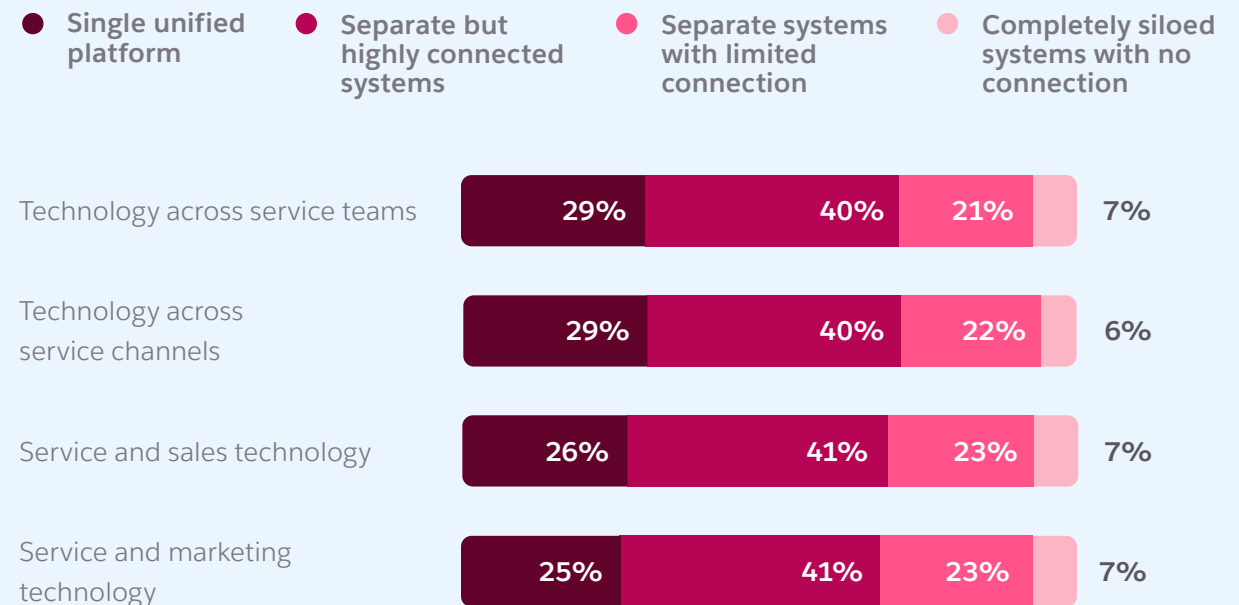 Single unified
platform
Separate but
highly connected
systems
Separate systems
with limited
connection
Completely siloed
systems with no
connection
Technology across service teams
29% 40% 21% 7%
Technology across
service channels
29% 40% 22% 6%
Service and sales technology
26% 41% 23% 7%
Service and marketing
technology
25% 41% 23% 7%